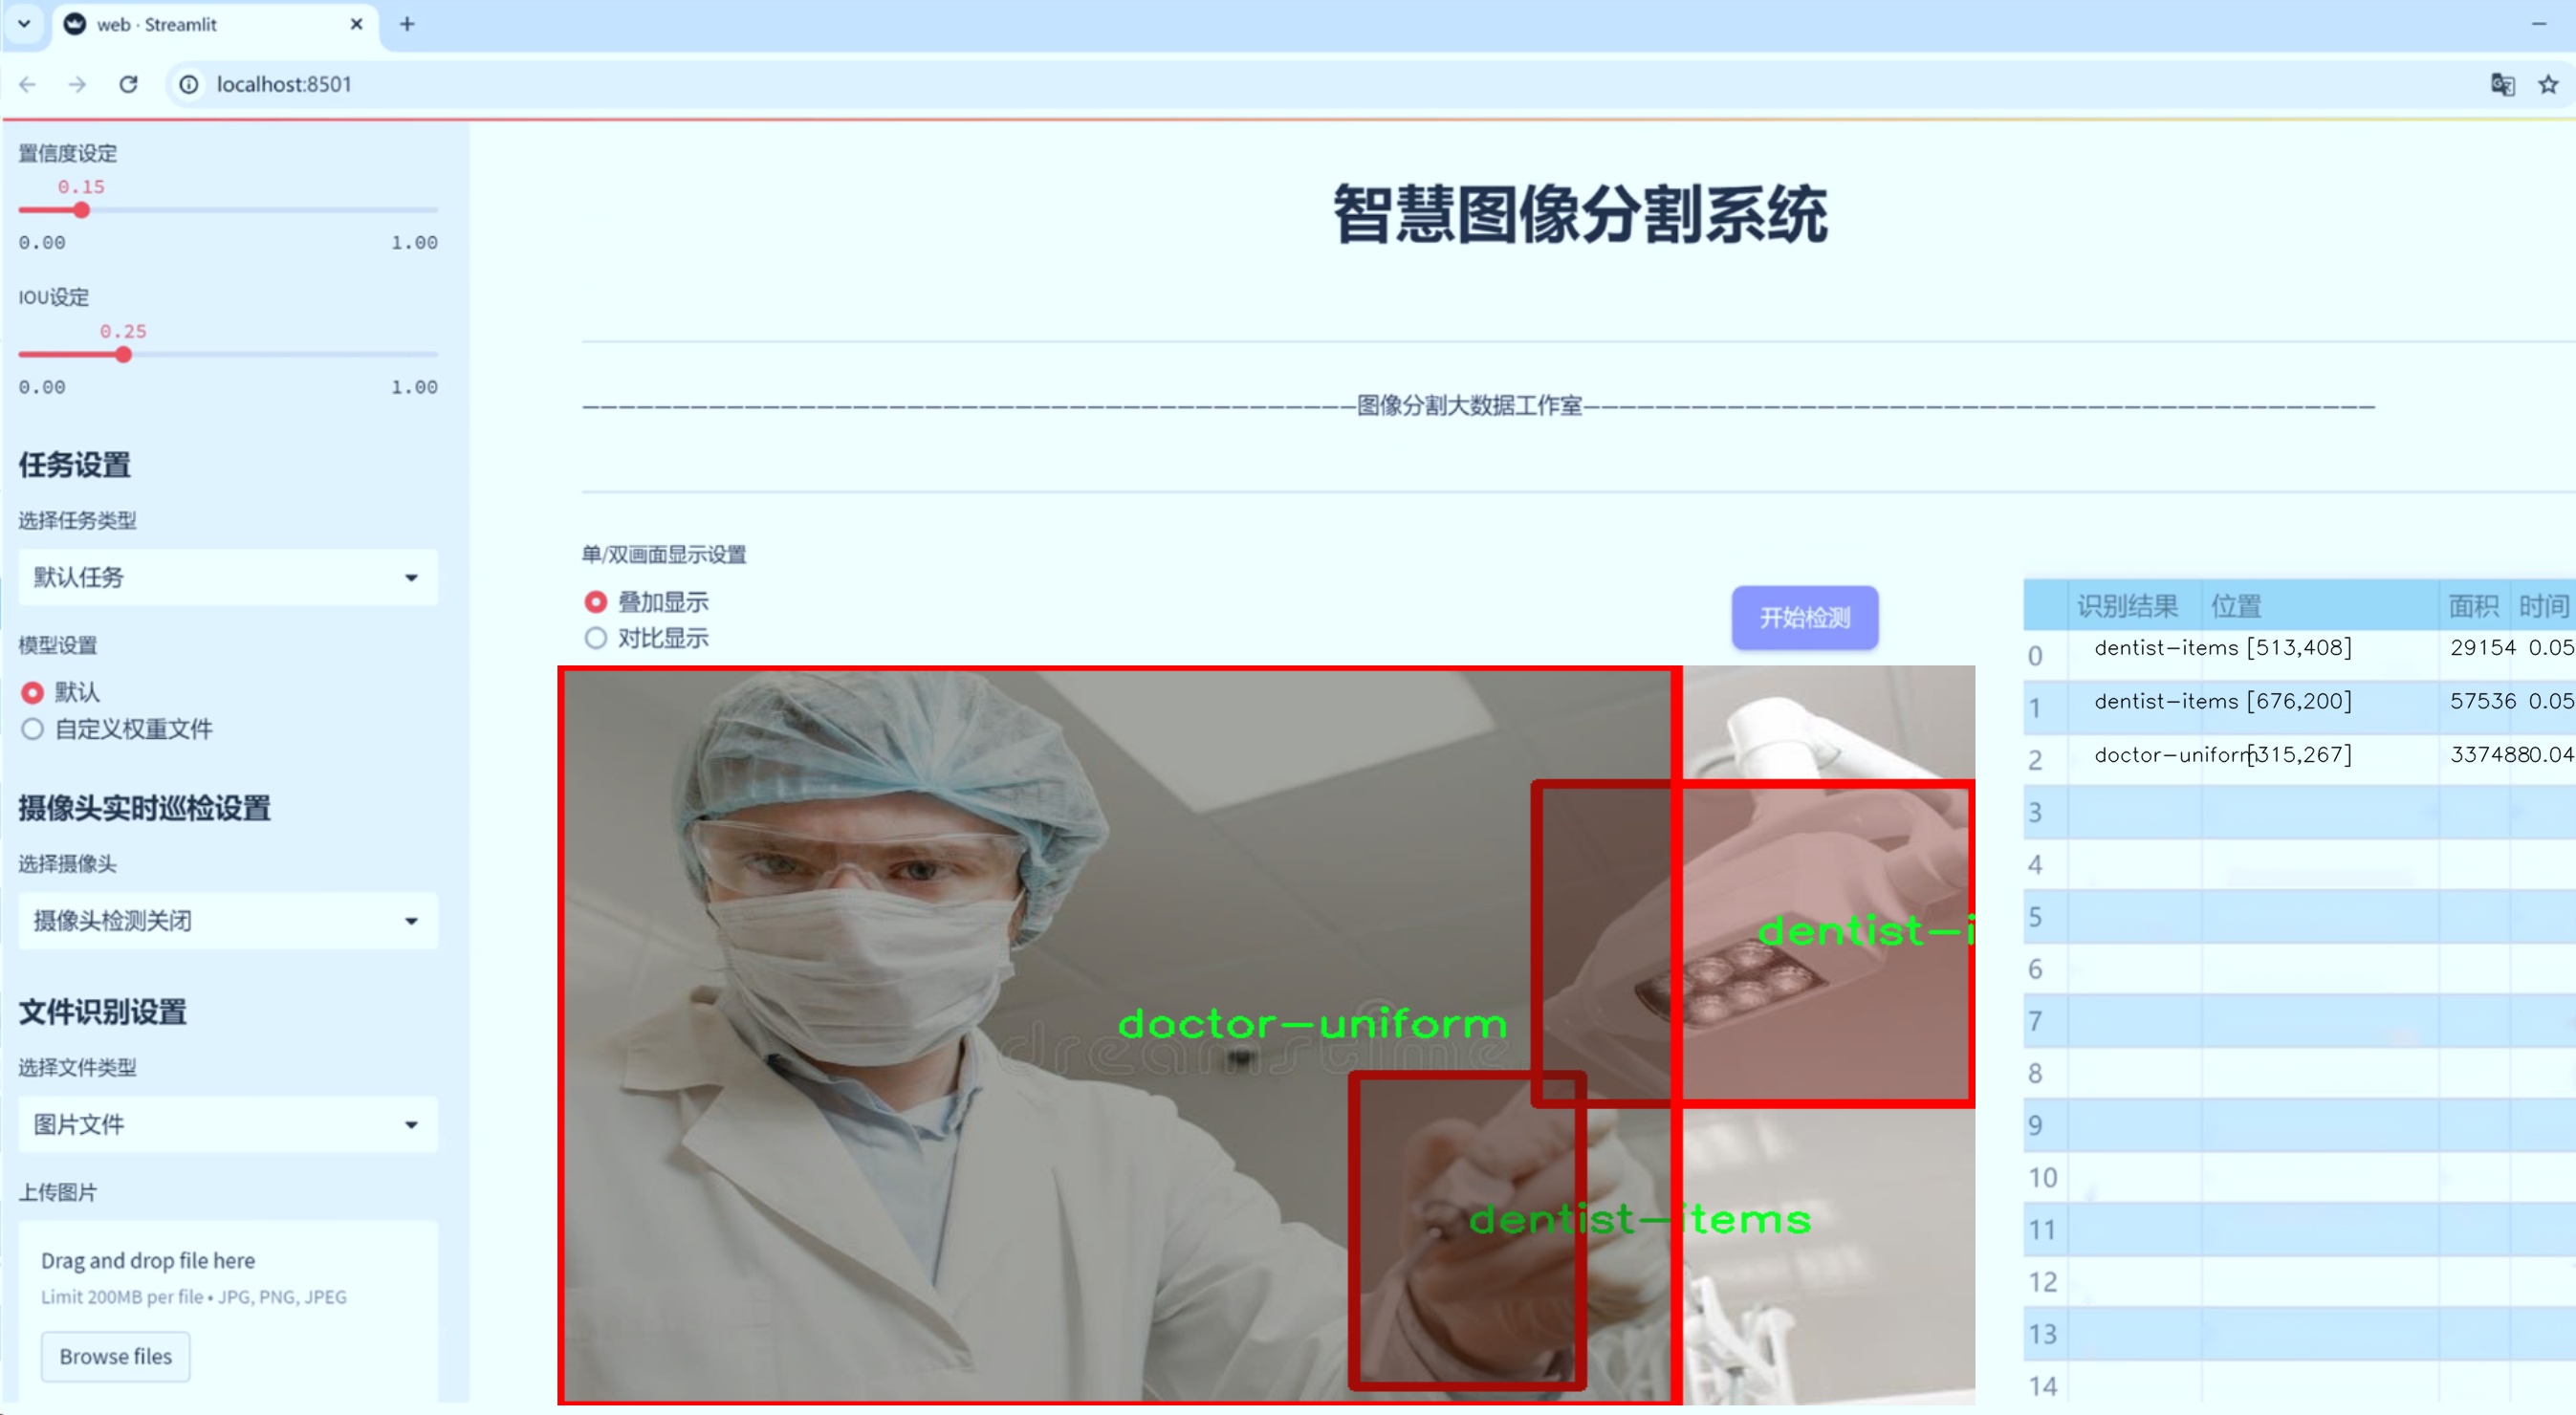 web · Streamlit
localhost:8501
置信度设定
0.15
0.00 1.00
IOU设定
0.25
0.00 1.00
任务设置
选择任务类型
默认任务
模型设置
默认
自定义权重文件
摄像头实时巡检设置
选择摄像头
摄像头检测关闭
文件识别设置
选择文件类型
图片文件
上传图片
Drag and drop file here
Limit 200MB per file • JPG, PNG, JPEG
Browse files
智慧图像分割系统
图像分割大数据工作室
单/双画面显示设置
叠加显示
对比显示
开始检测
dentist-i
doctor-uniform
dreamstime
dentist-items
识别结果 位置 面积 时间
0 dentist-items [513,408] 29154 0.05
1 dentist-items [676,200] 57536 0.05
2 doctor-uniform [315,267] 337488 0.04
3
4
5
6
7
8
9
10
11
12
13
14